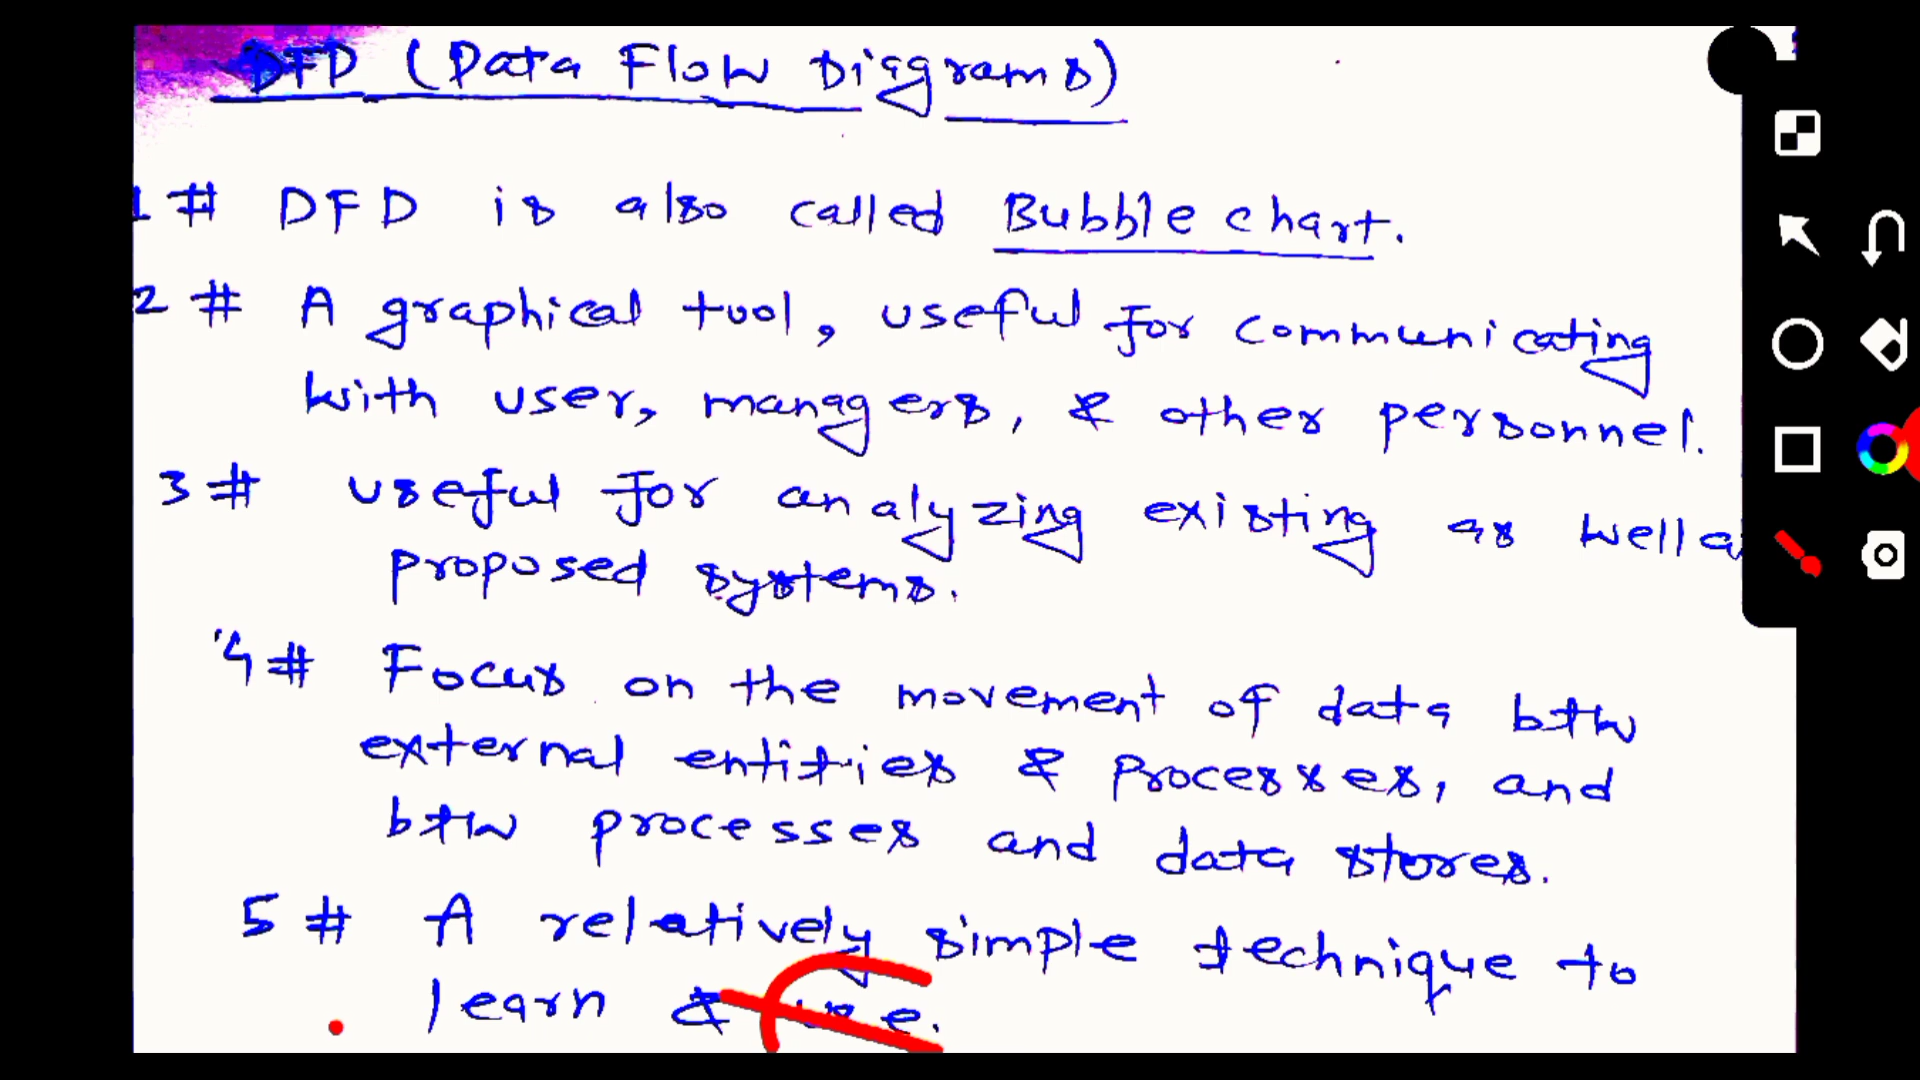 DFD (Data Flow Diagrams)
1# DFD is also called Bubble chart.
2# A graphical tool, useful for communicating
with user, managers, & other personnel.
3# useful for analyzing existing as well a
proposed systems.
4# Focus on the movement of data btw
external entities & processes, and
btw processes and data stores.
5# A relatively simple technique to
learn &